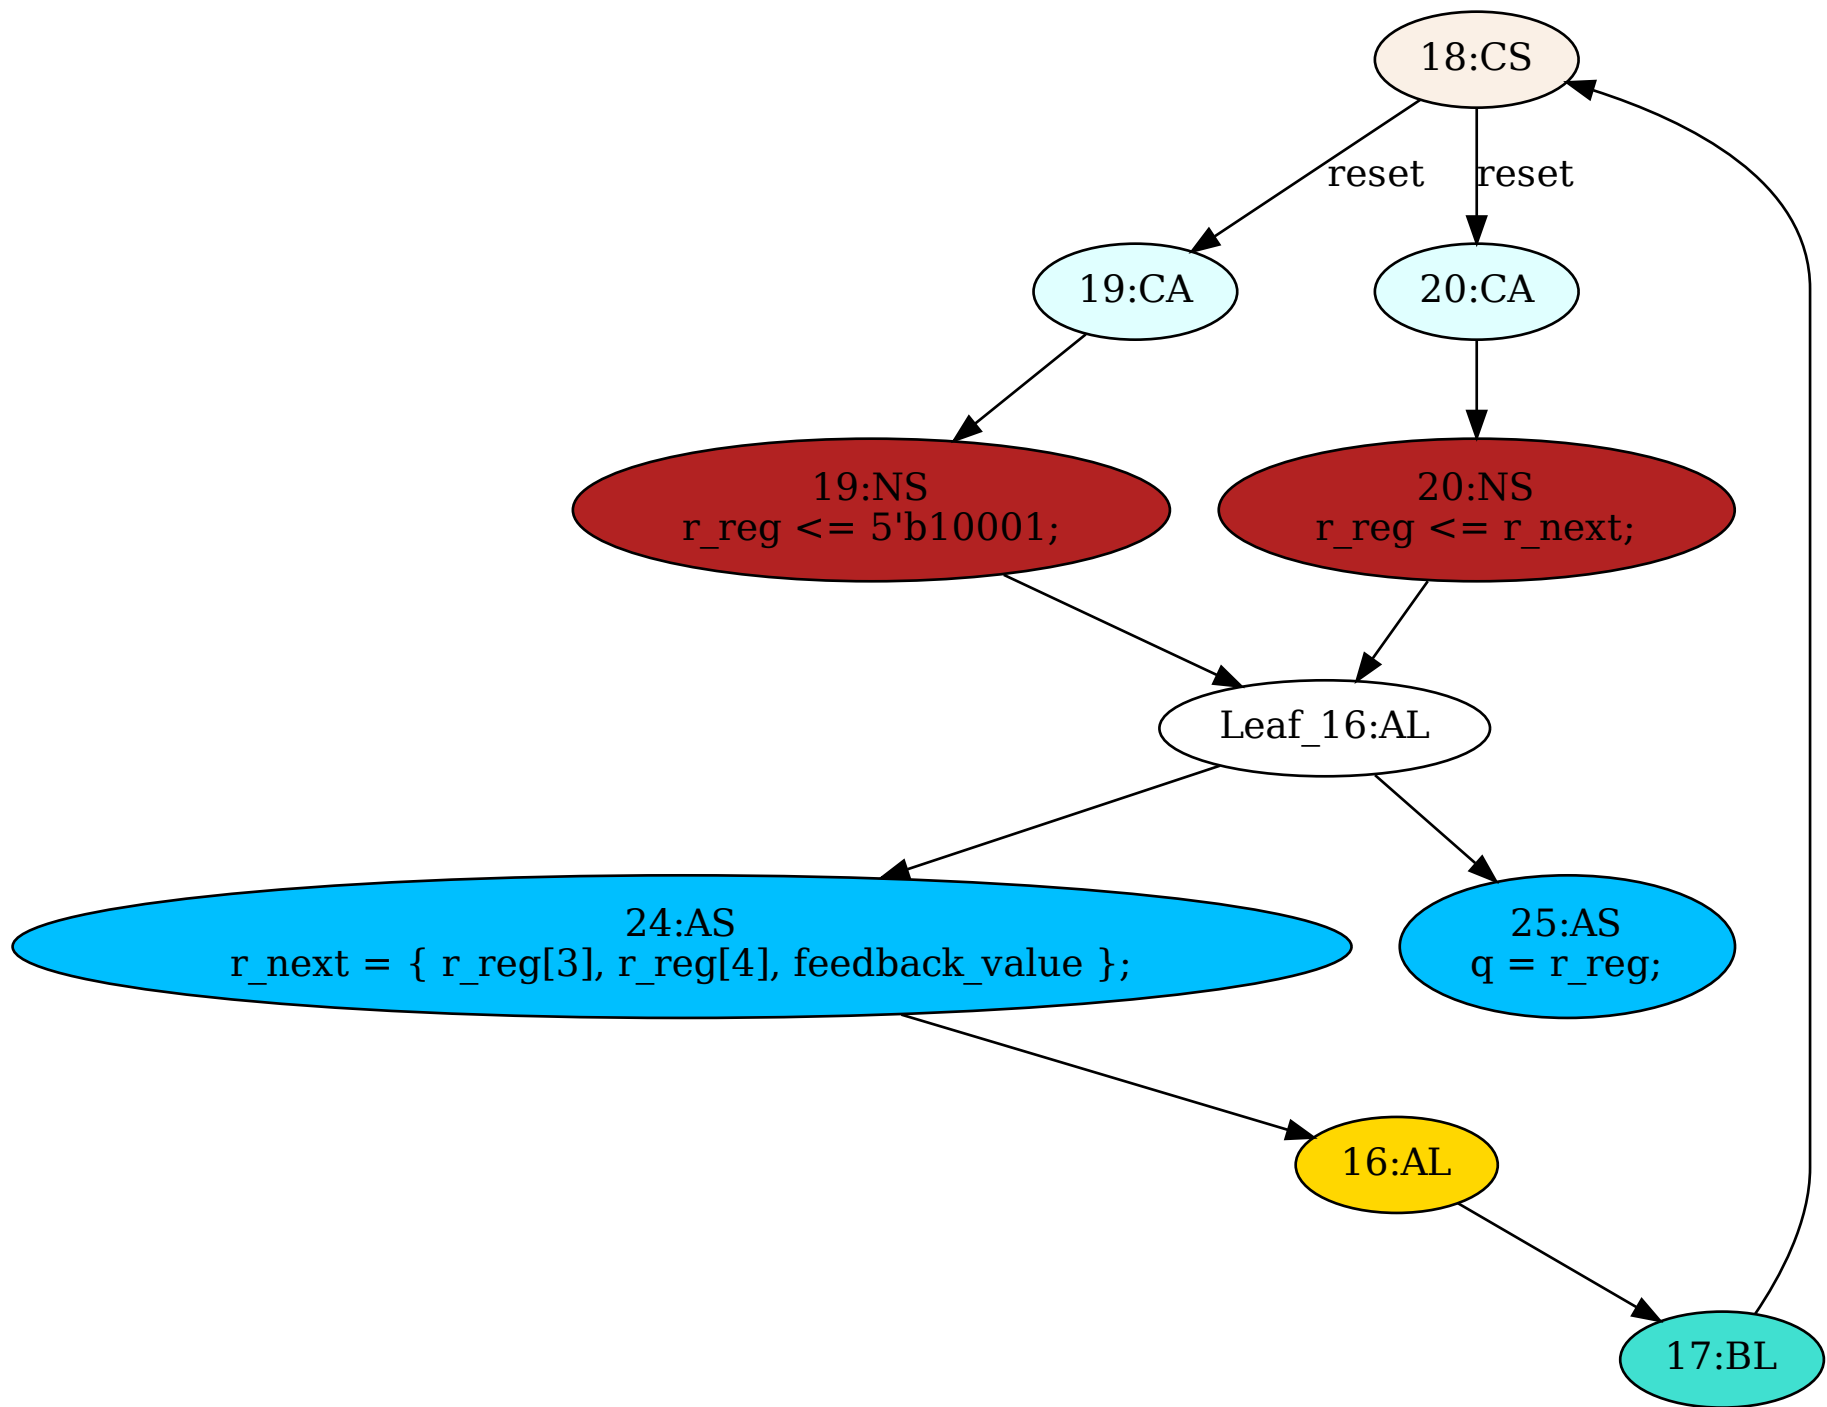 18:CS
reset
reset
19:CA
20:CA
19:NS
r_reg <= 5'b10001;
20:NS
r_reg <= r_next;
Leaf_16:AL
24:AS
r_next = { r_reg[3], r_reg[4], feedback_value };
25:AS
q = r_reg;
16:AL
17:BL